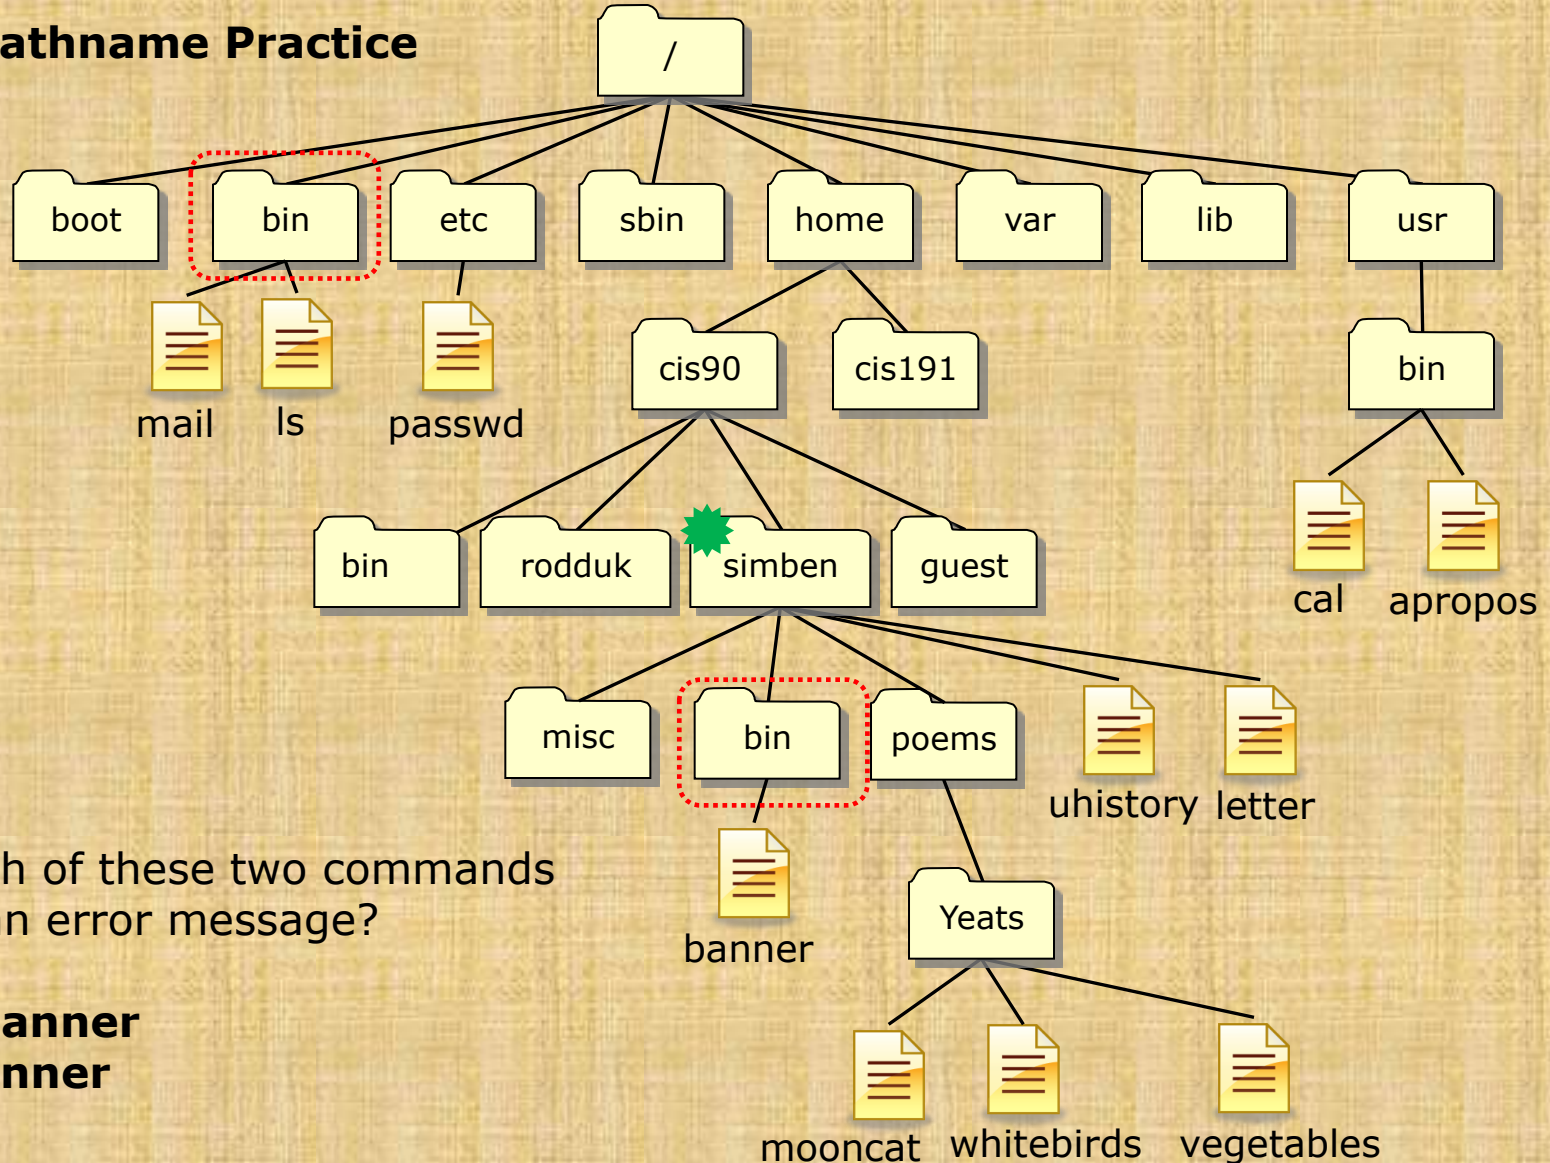 athname Practice
/
boot bin etc sbin home var lib usr
mail ls passwd
cis90 cis191 bin
cal apropos
bin rodduk simben guest
misc bin poems
uhistory letter
h of these two commands
n error message?
banner
Yeats
anner
nner
mooncat whitebirds vegetables